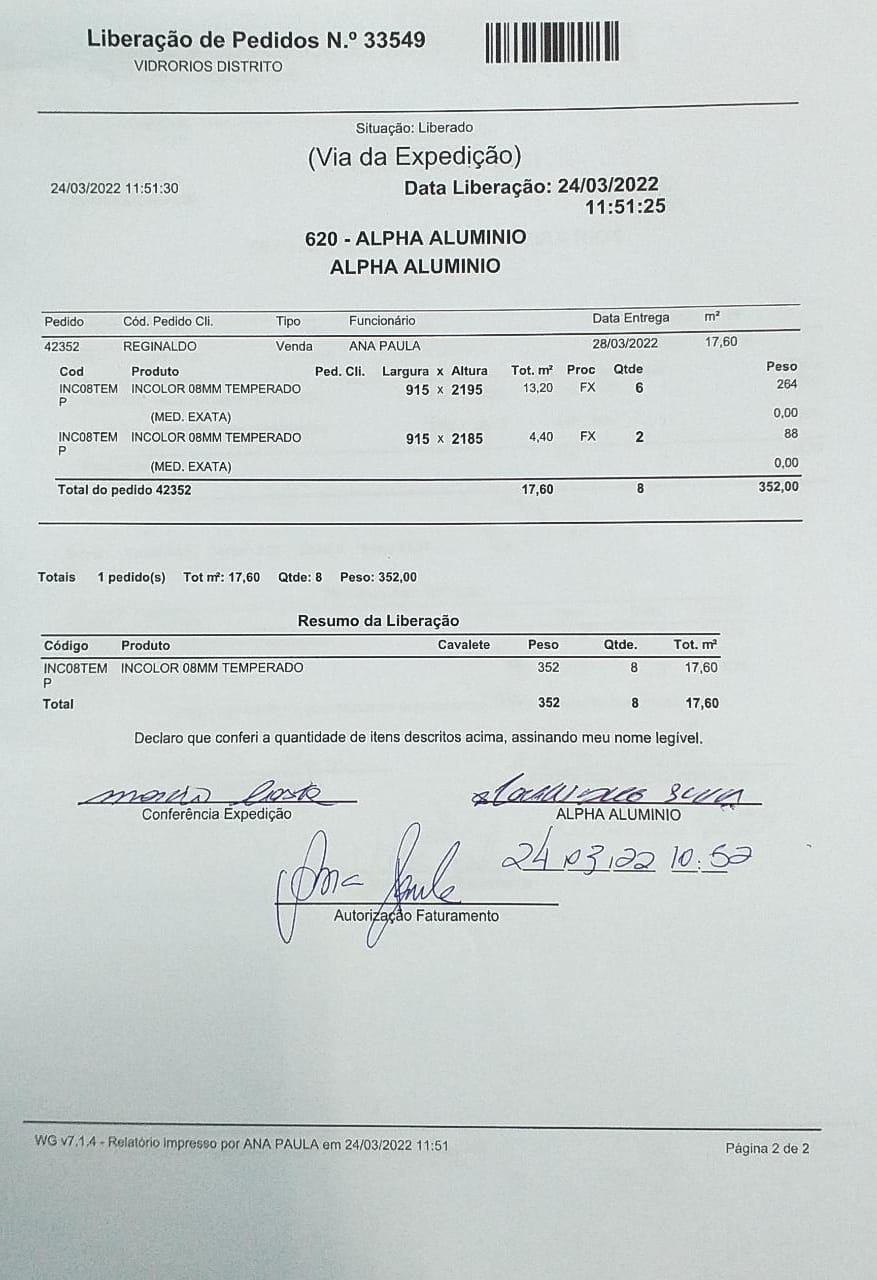 Liberação de Pedidos N.º 33549
VIDRORIOS DISTRITO
Situação: Liberado
(Via da Expedição)
24/03/2022 11:51:30
Data Liberação: 24/03/2022
11:51:25
620 - ALPHA ALUMINIO
ALPHA ALUMINIO
Pedido Cód. Pedido Cli. Tipo Funcionário Data Entrega m²
42352 REGINALDO Venda ANA PAULA 28/03/2022 17,60
Cod Produto Ped. Cli. Largura x Altura Tot. m² Proc Qtde Peso
INC08TEM INCOLOR 08MM TEMPERADO 915 x 2195 13,20 FX 6 264
P
(MED. EXATA) 0,00
INC08TEM INCOLOR 08MM TEMPERADO 915 x 2185 4,40 FX 2 88
P
(MED. EXATA) 0,00
Total do pedido 42352 17,60 8 352,00
Totais 1 pedido(s) Tot m²: 17,60 Qtde: 8 Peso: 352,00
Resumo da Liberação
Código Produto Cavalete Peso Qtde. Tot. m²
INC08TEM INCOLOR 08MM TEMPERADO 352 8 17,60
P
Total 352 8 17,60
Declaro que conferi a quantidade de itens descritos acima, assinando meu nome legível.
Conferência Expedição
ALPHA ALUMINIO
24 03 22 10:52
Ana Paula
Autorização Faturamento
WG v7.1.4 - Relatório impresso por ANA PAULA em 24/03/2022 11:51
Página 2 de 2